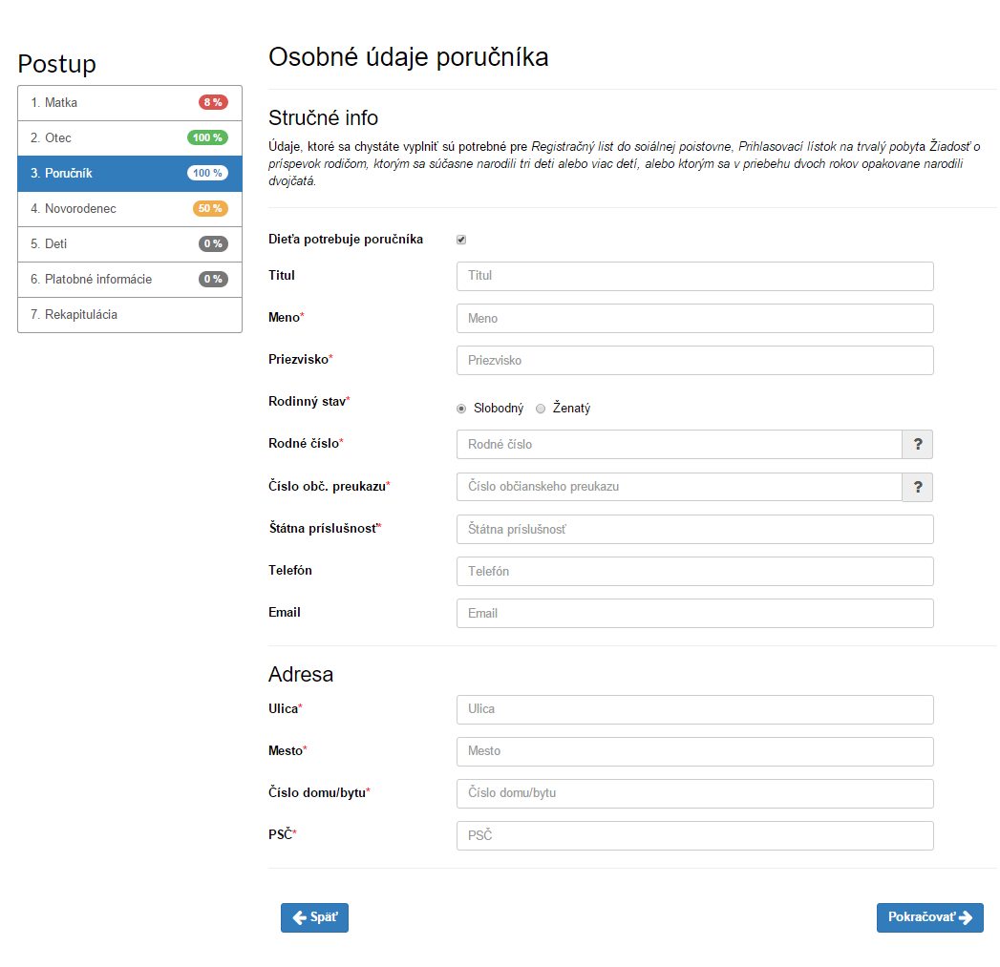 Postup
1. Matka 8 %
2. Otec 100 %
3. Poručník 100 %
4. Novorodenec 50 %
5. Deti 0 %
6. Platobné informácie 0 %
7. Rekapitulácia
Osobné údaje poručníka
Stručné info
Údaje, ktoré sa chystáte vyplniť sú potrebné pre Registračný list do soiálnej poistovne, Prihlasovací lístok na trvalý pobyta Žiadosť o
príspevok rodičom, ktorým sa súčasne narodili tri deti alebo viac detí, alebo ktorým sa v priebehu dvoch rokov opakovane narodili
dvojčatá.
Dieťa potrebuje poručníka
Titul Titul
Meno* Meno
Priezvisko* Priezvisko
Rodinný stav* Slobodný Ženatý
Rodné číslo* Rodné číslo ?
Číslo obč. preukazu* Číslo občianskeho preukazu ?
Štátna príslušnosť* Štátna príslušnosť
Telefón Telefón
Email Email
Adresa
Ulica* Ulica
Mesto* Mesto
Číslo domu/bytu* Číslo domu/bytu
PSČ* PSČ
Späť Pokračovať